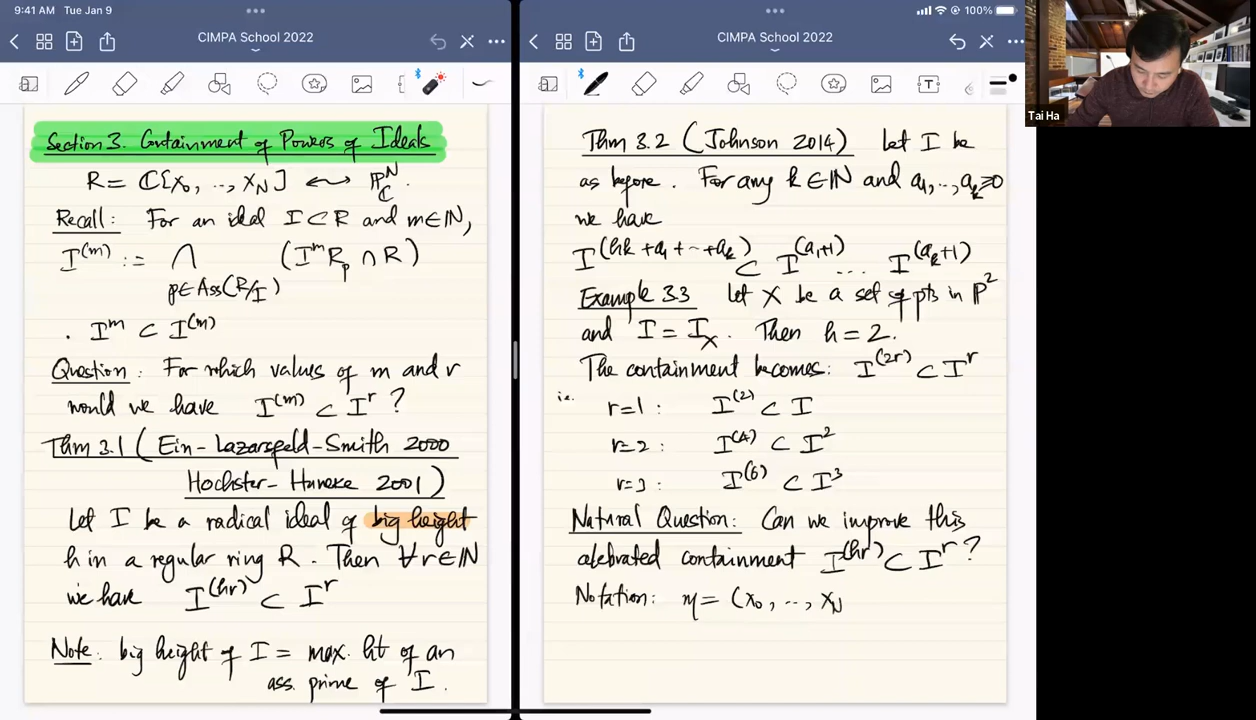 9:41 AM Tue Jan 9
100%
CIMPA School 2022
CIMPA School 2022
Tai Ha
Section 3. Containment of Powers of Ideals
R = ℂ[x₀, .., x_N] ⟷ ℙ^N_ℂ.
Recall: For an ideal I ⊂ R and m ∈ ℕ,
I^(m) := ∩ (I^m R_p ∩ R)
p ∈ Ass(R/I)
. I^m ⊂ I^(m)
Question: For which values of m and r
would we have I^(m) ⊂ I^r ?
Thm 3.1 (Ein-Lazarsfeld-Smith 2000
Hochster-Huneke 2001)
Let I be a radical ideal of big height
h in a regular ring R. Then ∀ r ∈ ℕ
we have I^(hr) ⊂ I^r
Note: big height of I = max. ht of an
ass. prime of I.
Thm 3.2 (Johnson 2014) Let I be
as before. For any k ∈ ℕ and a₁, .., a_k ≥ 0
we have
I^(hk + a₁ + ··· + a_k) ⊂ I^(a₁+1) ... I^(a_k+1)
Example 3.3 Let X be a set of pts in ℙ²
and I = I_X. Then h = 2.
The containment becomes: I^(2r) ⊂ I^r
i.e. r=1: I^(2) ⊂ I
r=2: I^(4) ⊂ I²
r=3: I^(6) ⊂ I³
Natural Question: Can we improve this
celebrated containment I^(hr) ⊂ I^r ?
Notation: 𝔪 = (x₀, .., x_N